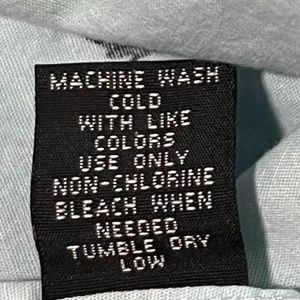 MACHINE WASH
COLD
WITH LIKE
COLORS
USE ONLY
NON-CHLORINE
BLEACH WHEN
NEEDED
TUMBLE DRY
LOW